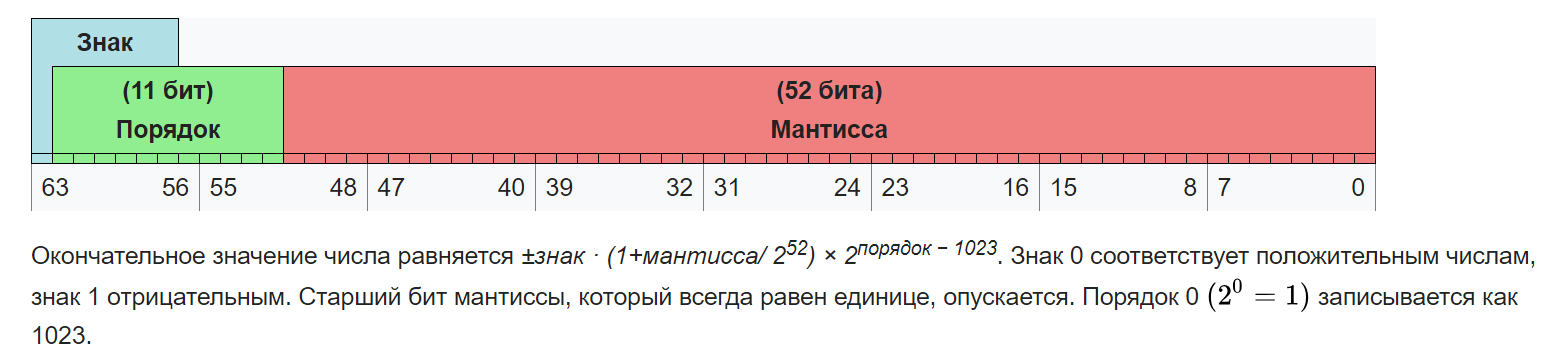 Знак
(11 бит)
Порядок
(52 бита)
Мантисса
63 56 55 48 47 40 39 32 31 24 23 16 15 8 7 0
Окончательное значение числа равняется ±знак · (1+мантисса/ 2^52) × 2^порядок − 1023. Знак 0 соответствует положительным числам,
знак 1 отрицательным. Старший бит мантиссы, который всегда равен единице, опускается. Порядок 0 (2^0 = 1) записывается как
1023.